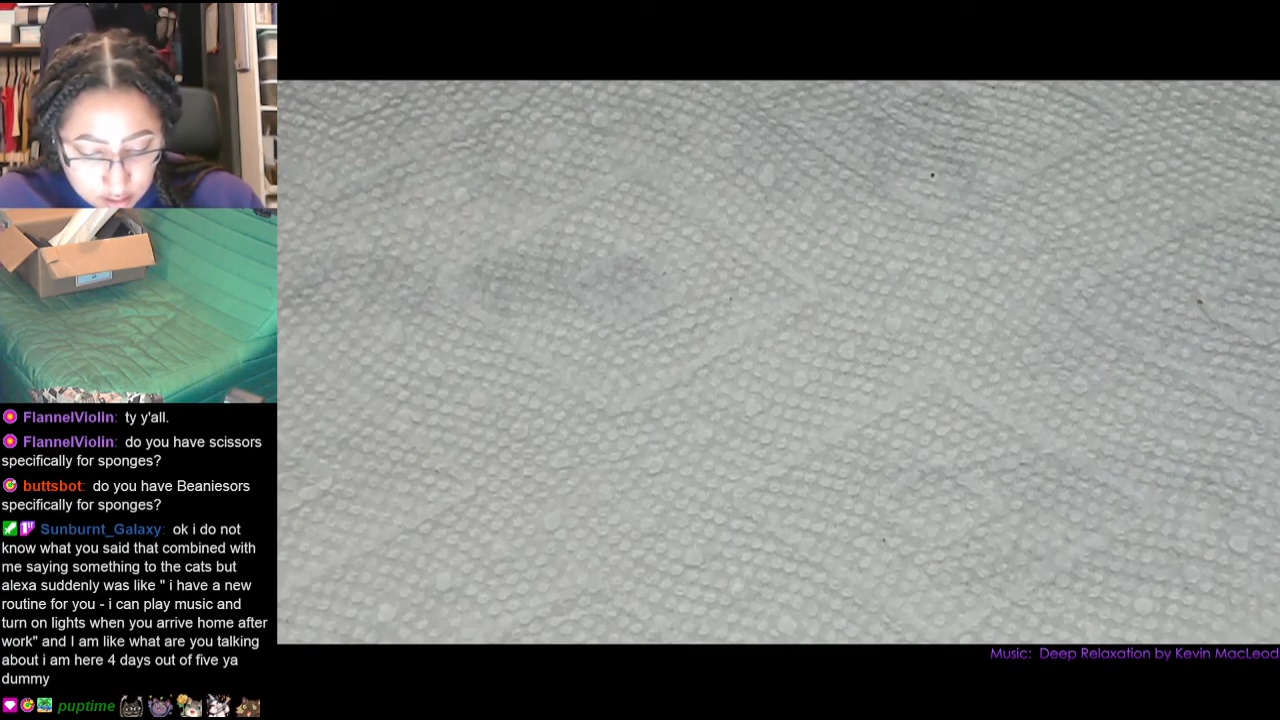 FlannelViolin: ty y'all.
FlannelViolin: do you have scissors
specifically for sponges?
buttsbot: do you have Beaniesors
specifically for sponges?
Sunburnt_Galaxy: ok i do not
know what you said that combined with
me saying something to the cats but
alexa suddenly was like " i have a new
routine for you - i can play music and
turn on lights when you arrive home after
work" and I am like what are you talking
about i am here 4 days out of five ya
dummy
puptime
Music: Deep Relaxation by Kevin MacLeod